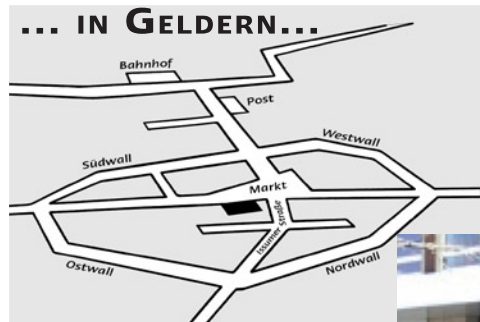 ... IN GELDERN...
Bahnhof
Post
Westwall
Südwall
Markt
Issumer Straße
Ostwall
Nordwall